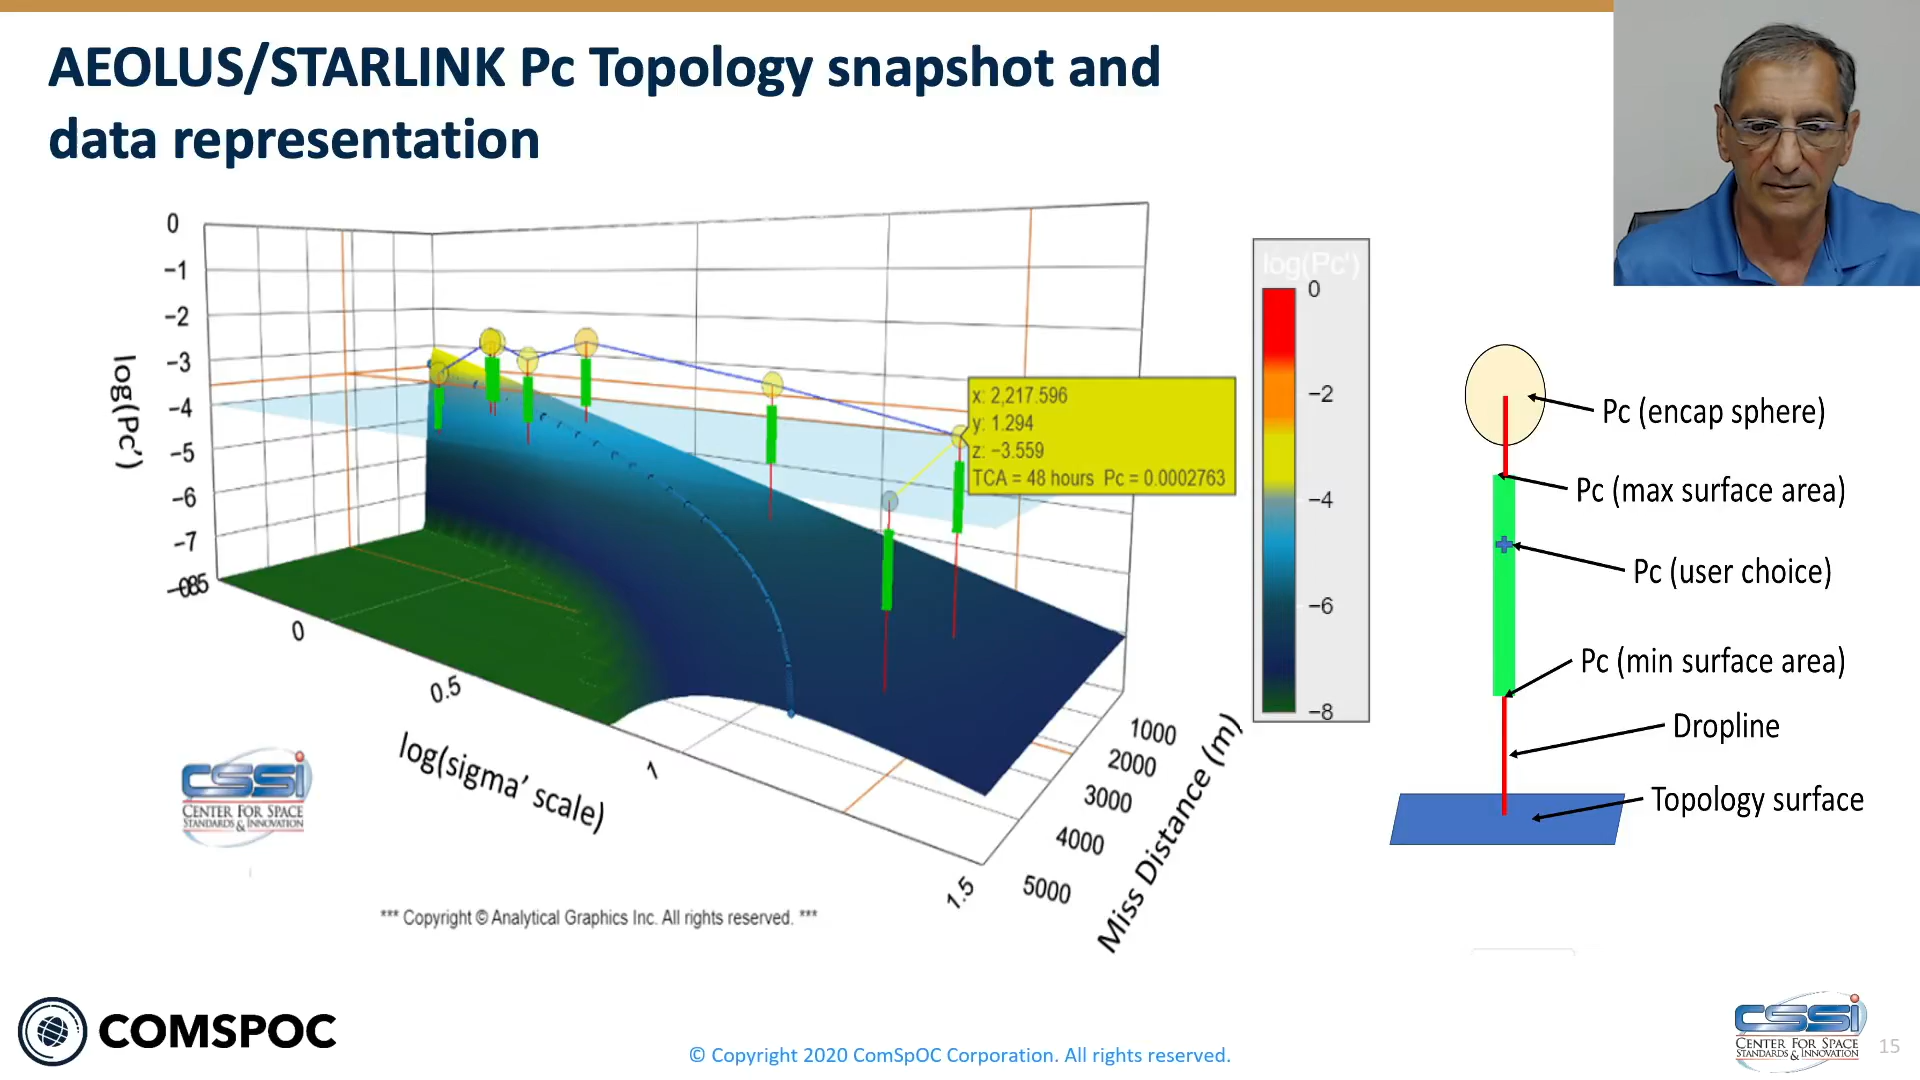 AEOLUS/STARLINK Pc Topology snapshot and
data representation
0
−1
−2
−3
−4
−5
−6
−7
log(Pc')
0
0.5
1
1.5
log(sigma' scale)
1000
2000
3000
4000
5000
Miss Distance (m)
x: 2,217.596
y: 1.294
z: −3.559
TCA = 48 hours Pc = 0.0002763
log(Pc')
0
−2
−4
−6
−8
Pc (encap sphere)
Pc (max surface area)
Pc (user choice)
Pc (min surface area)
Dropline
Topology surface
CSSI
CENTER FOR SPACE
STANDARDS & INNOVATION
*** Copyright © Analytical Graphics Inc. All rights reserved. ***
COMSPOC
© Copyright 2020 ComSpOC Corporation. All rights reserved.
CSSI
CENTER FOR SPACE
STANDARDS & INNOVATION
15